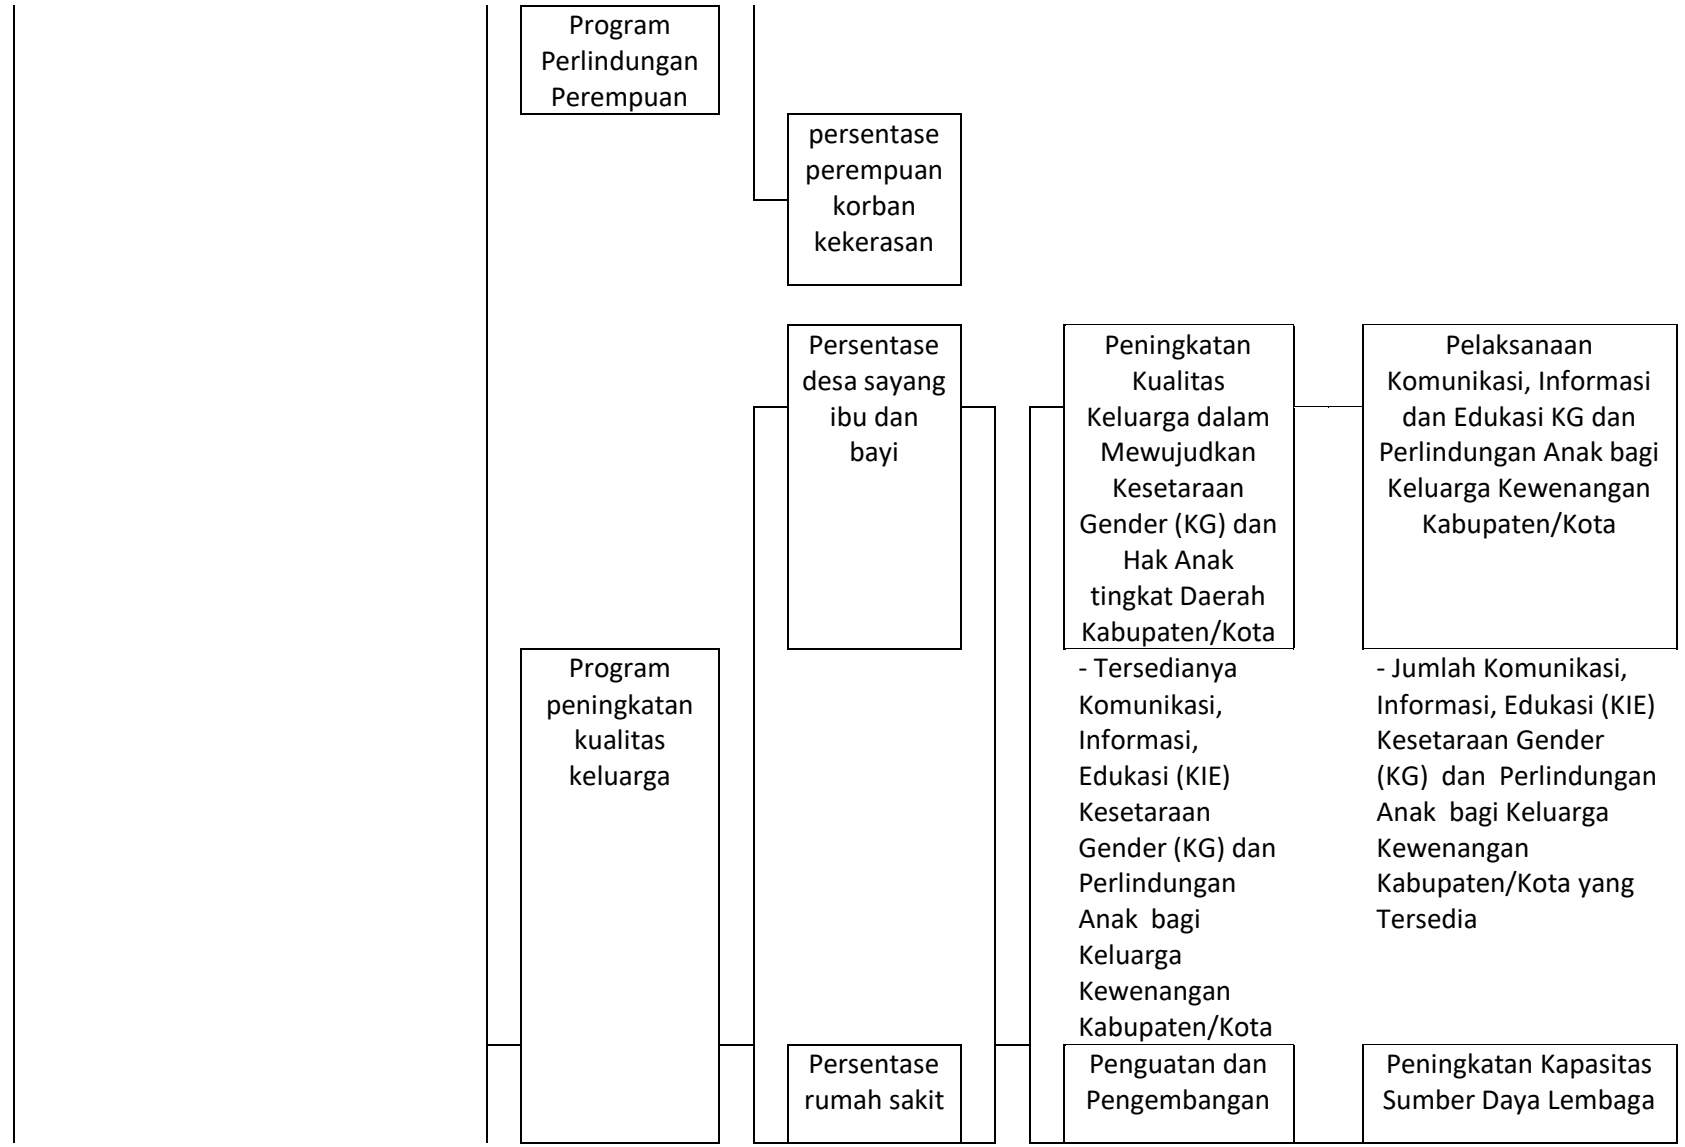 Program
Perlindungan
Perempuan
persentase
perempuan
korban
kekerasan
Persentase
desa sayang
ibu dan
bayi
Peningkatan
Kualitas
Keluarga dalam
Mewujudkan
Kesetaraan
Gender (KG) dan
Hak Anak
tingkat Daerah
Kabupaten/Kota
Pelaksanaan
Komunikasi, Informasi
dan Edukasi KG dan
Perlindungan Anak bagi
Keluarga Kewenangan
Kabupaten/Kota
Program
peningkatan
kualitas
keluarga
- Tersedianya
Komunikasi,
Informasi,
Edukasi (KIE)
Kesetaraan
Gender (KG) dan
Perlindungan
Anak bagi
Keluarga
Kewenangan
Kabupaten/Kota
- Jumlah Komunikasi,
Informasi, Edukasi (KIE)
Kesetaraan Gender
(KG) dan Perlindungan
Anak bagi Keluarga
Kewenangan
Kabupaten/Kota yang
Tersedia
Persentase
rumah sakit
Penguatan dan
Pengembangan
Peningkatan Kapasitas
Sumber Daya Lembaga